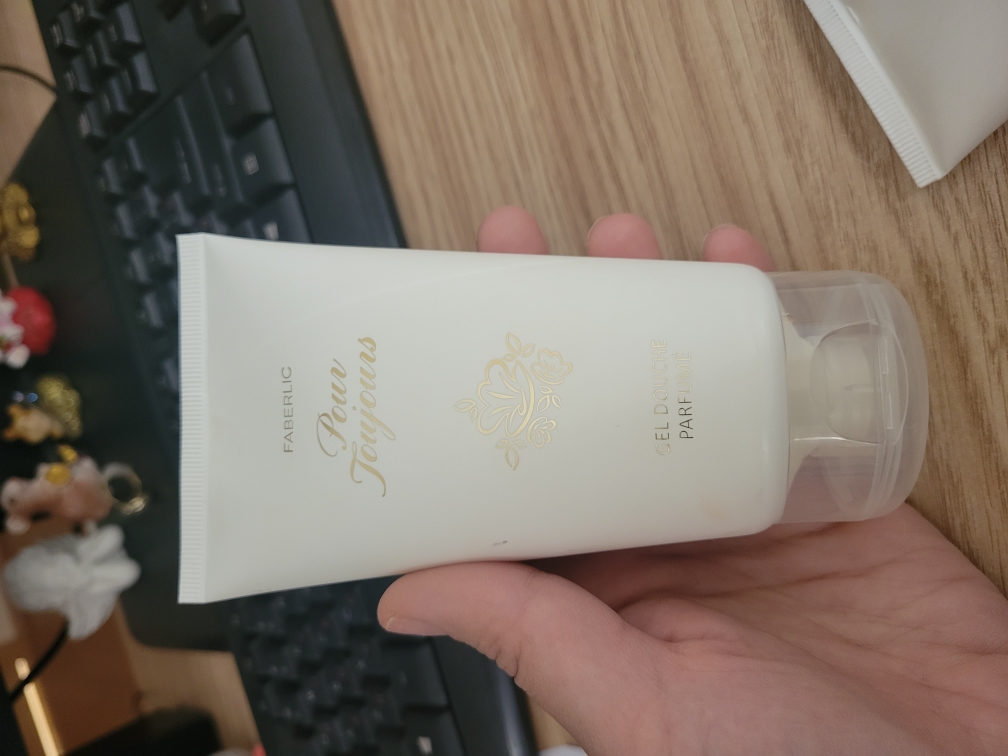 FABERLIC
Pour
Toujours
GEL DOUCHE
PARFUMÉ